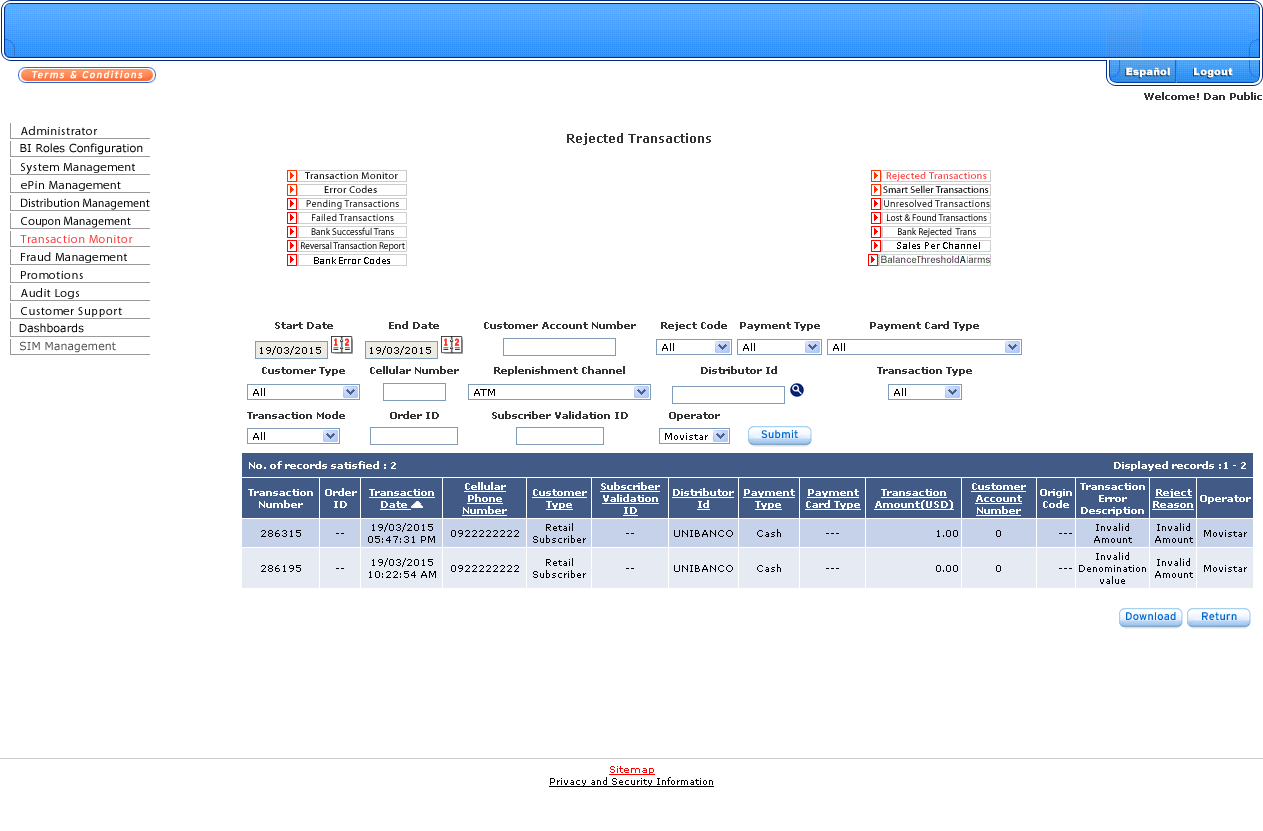 Terms & Conditions
Español Logout
Welcome! Dan Public
Administrator
BI Roles Configuration
System Management
ePin Management
Distribution Management
Coupon Management
Transaction Monitor
Fraud Management
Promotions
Audit Logs
Customer Support
Dashboards
SIM Management
Rejected Transactions
Transaction Monitor
Error Codes
Pending Transactions
Failed Transactions
Bank Successful Trans
Reversal Transaction Report
Bank Error Codes
Rejected Transactions
Smart Seller Transactions
Unresolved Transactions
Lost & Found Transactions
Bank Rejected Trans
Sales Per Channel
BalanceThresholdAlarms
Start Date End Date Customer Account Number Reject Code Payment Type Payment Card Type
19/03/2015 19/03/2015 All All All
Customer Type Cellular Number Replenishment Channel Distributor Id Transaction Type
All ATM All
Transaction Mode Order ID Subscriber Validation ID Operator
All Movistar Submit
No. of records satisfied : 2 Displayed records :1 - 2
Transaction Number Order ID Transaction Date Cellular Phone Number Customer Type Subscriber Validation ID Distributor Id Payment Type Payment Card Type Transaction Amount(USD) Customer Account Number Origin Code Transaction Error Description Reject Reason Operator
286315 -- 19/03/2015 05:47:31 PM 0922222222 Retail Subscriber -- UNIBANCO Cash --- 1.00 0 --- Invalid Amount Invalid Amount Movistar
286195 -- 19/03/2015 10:22:54 AM 0922222222 Retail Subscriber -- UNIBANCO Cash --- 0.00 0 --- Invalid Denomination value Invalid Amount Movistar
Download Return
Sitemap
Privacy and Security Information